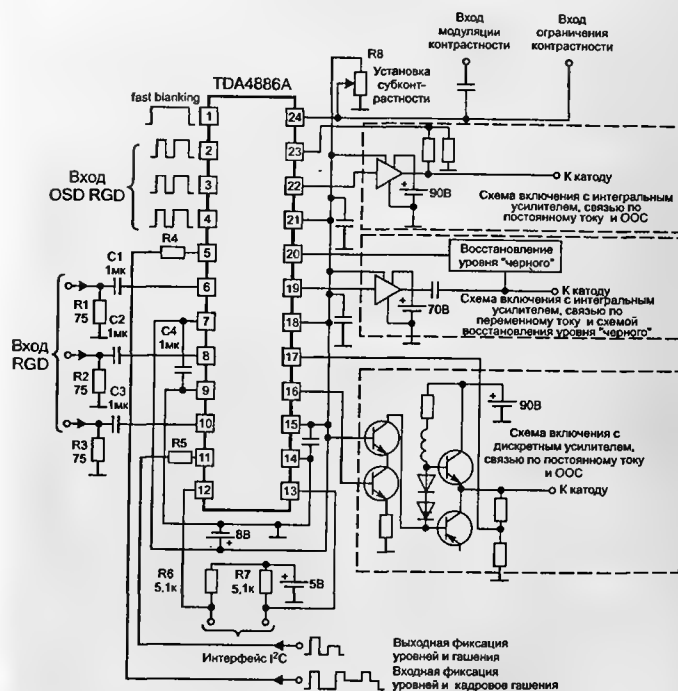 Вход
модуляции
контрастности
Вход
ограничения
контрастности
R8
Установка
субконт-
растности
TDA4886A
fast blanking
1
2
3
4
5
6
7
8
9
10
11
12
24
23
22
21
20
19
18
17
16
15
14
13
Вход
OSD RGD
R4
C1
1мк
R1
75
C2
1мк
C4
1мк
Вход
RGD
R2
75
C3
1мк
R3
75
R5
90В
К катоду
Схема включения с интегральным
усилителем, связью по
постоянному току и ООС
Восстановление
уровня "черного"
70В
К катоду
Схема включения с интегральным
усилителем, связью по
переменному току и схемой
восстановления уровня "черного"
90В
Схема включения с
дискретным усилителем,
связью по постоянному току
и ООС
К катоду
8В
R6
5,1к
R7
5,1к
5В
Интерфейс I²C
Выходная фиксация
уровней и гашения
Входная фиксация
уровней и кадровое гашения